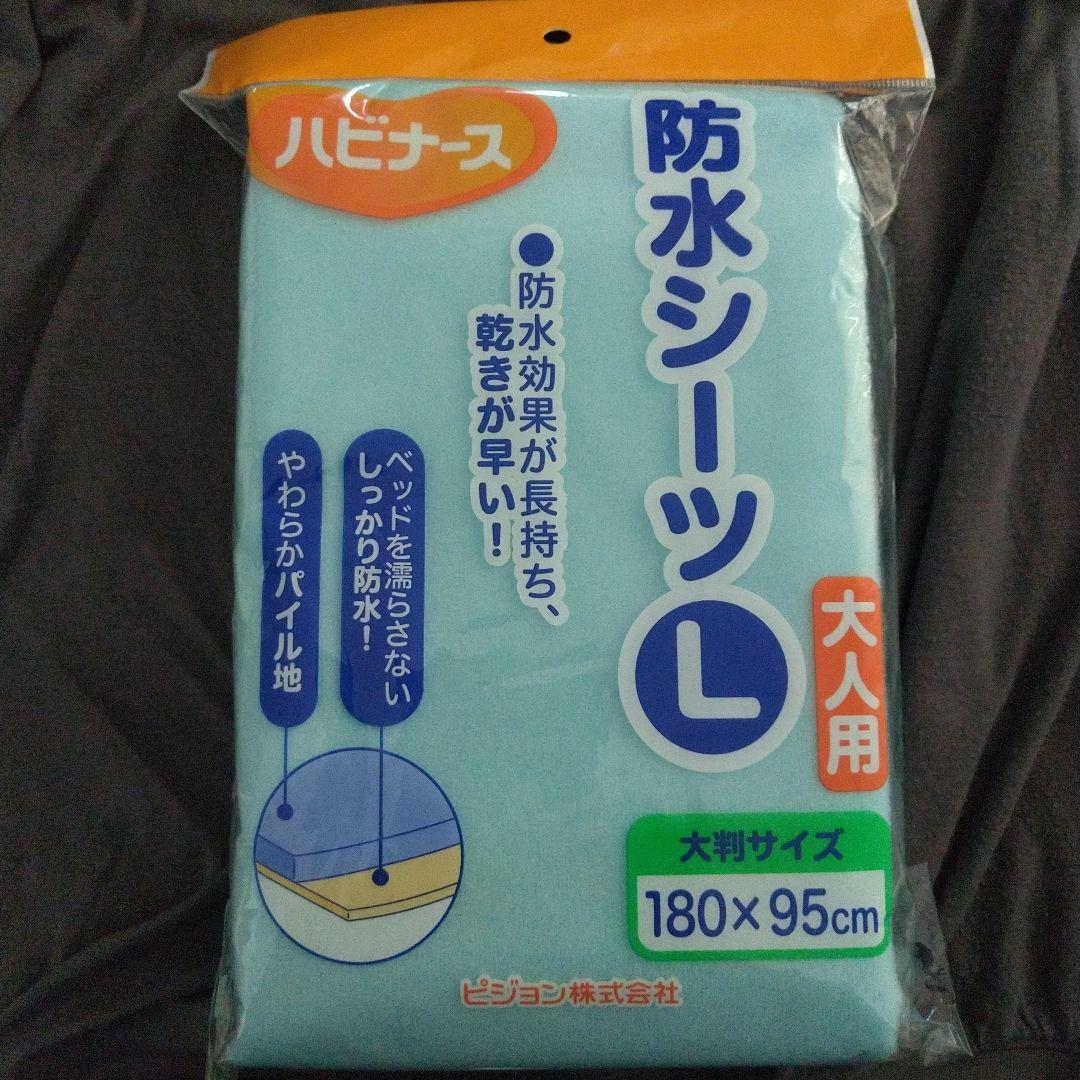 ハビナース
防水シーツ
L
大人用
●防水効果が長持ち、
乾きが早い!
ベッドを濡らさない
しっかり防水!
やわらかパイル地
大判サイズ
180×95cm
ピジョン株式会社